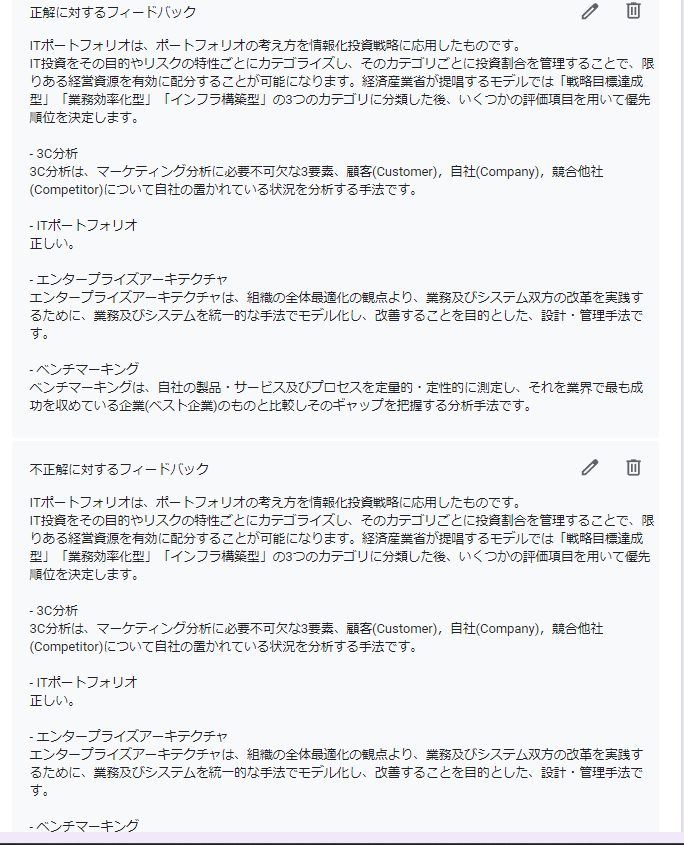 正解に対するフィードバック
ITポートフォリオは、ポートフォリオの考え方を情報化投資戦略に応用したものです。
IT投資をその目的やリスクの特性ごとにカテゴライズし、そのカテゴリごとに投資割合を管理することで、限
りある経営資源を有効に配分することが可能になります。経済産業省が提唱するモデルでは「戦略目標達成
型」「業務効率化型」「インフラ構築型」の3つのカテゴリに分類した後、いくつかの評価項目を用いて優先
順位を決定します。
- 3C分析
3C分析は、マーケティング分析に必要不可欠な3要素、顧客(Customer)，自社(Company)，競合他社
(Competitor)について自社の置かれている状況を分析する手法です。
- ITポートフォリオ
正しい。
- エンタープライズアーキテクチャ
エンタープライズアーキテクチャは、組織の全体最適化の観点より、業務及びシステム双方の改革を実践す
るために、業務及びシステムを統一的な手法でモデル化し、改善することを目的とした、設計・管理手法で
す。
- ベンチマーキング
ベンチマーキングは、自社の製品・サービス及びプロセスを定量的・定性的に測定し、それを業界で最も成
功を収めている企業(ベスト企業)のものと比較しそのギャップを把握する分析手法です。
不正解に対するフィードバック
ITポートフォリオは、ポートフォリオの考え方を情報化投資戦略に応用したものです。
IT投資をその目的やリスクの特性ごとにカテゴライズし、そのカテゴリごとに投資割合を管理することで、限
りある経営資源を有効に配分することが可能になります。経済産業省が提唱するモデルでは「戦略目標達成
型」「業務効率化型」「インフラ構築型」の3つのカテゴリに分類した後、いくつかの評価項目を用いて優先
順位を決定します。
- 3C分析
3C分析は、マーケティング分析に必要不可欠な3要素、顧客(Customer)，自社(Company)，競合他社
(Competitor)について自社の置かれている状況を分析する手法です。
- ITポートフォリオ
正しい。
- エンタープライズアーキテクチャ
エンタープライズアーキテクチャは、組織の全体最適化の観点より、業務及びシステム双方の改革を実践す
るために、業務及びシステムを統一的な手法でモデル化し、改善することを目的とした、設計・管理手法で
す。
- ベンチマーキング